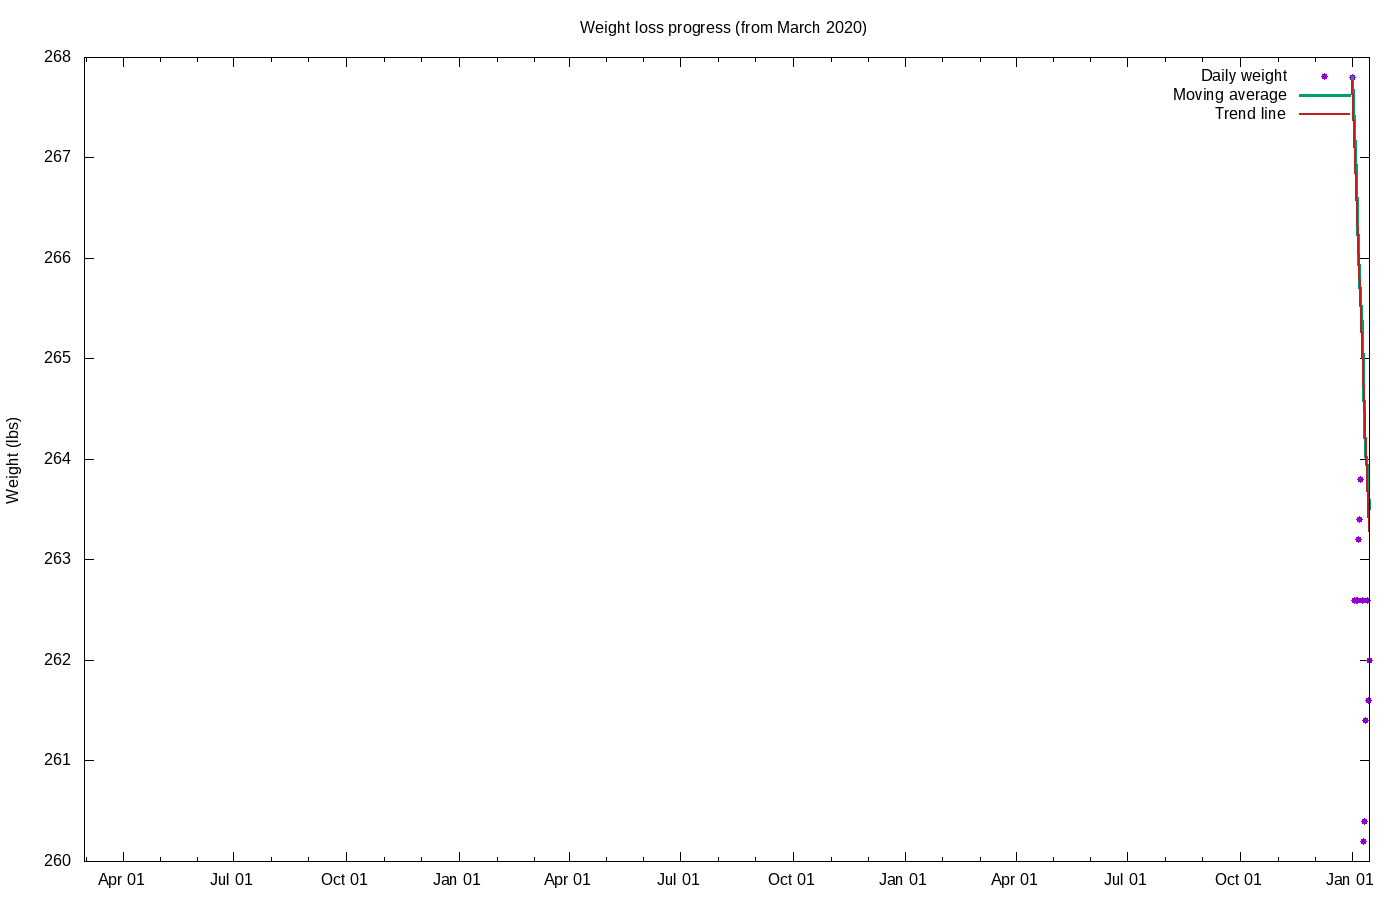 Weight loss progress (from March 2020)
268
267
266
265
264
263
262
261
260
Weight (lbs)
Daily weight
Moving average
Trend line
Apr 01 Jul 01 Oct 01 Jan 01 Apr 01 Jul 01 Oct 01 Jan 01 Apr 01 Jul 01 Oct 01 Jan 01